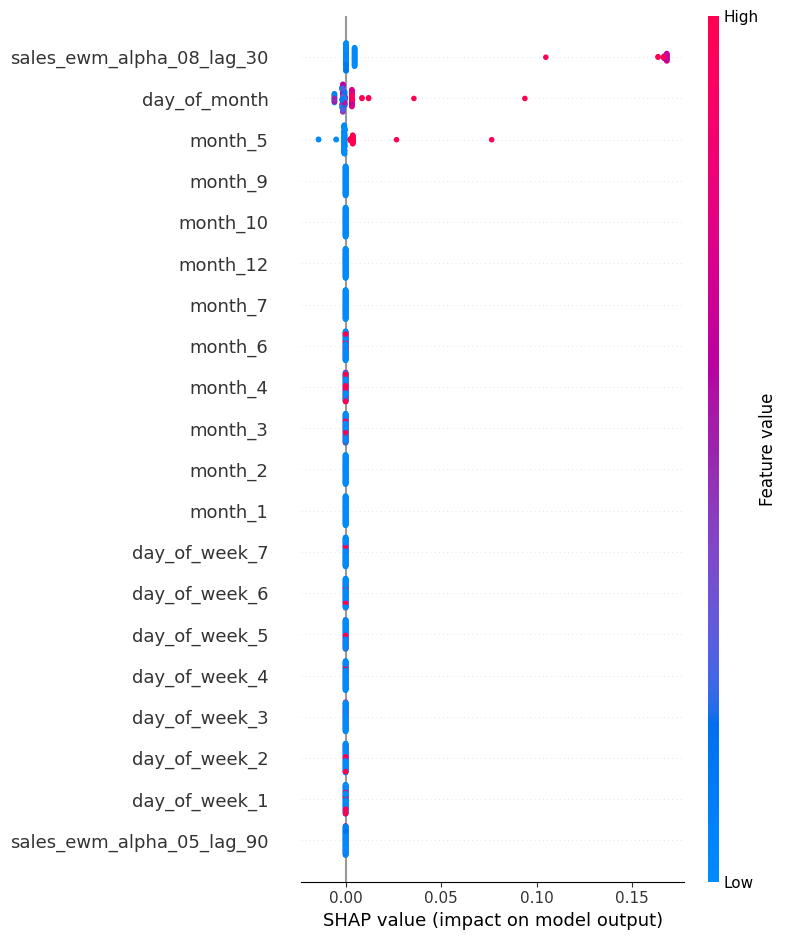 High
sales_ewm_alpha_08_lag_30
day_of_month
month_5
month_9
month_10
month_12
month_7
month_6
month_4
month_3
month_2
month_1
day_of_week_7
day_of_week_6
day_of_week_5
day_of_week_4
day_of_week_3
day_of_week_2
day_of_week_1
sales_ewm_alpha_05_lag_90
Feature value
Low
0.00 0.05 0.10 0.15
SHAP value (impact on model output)